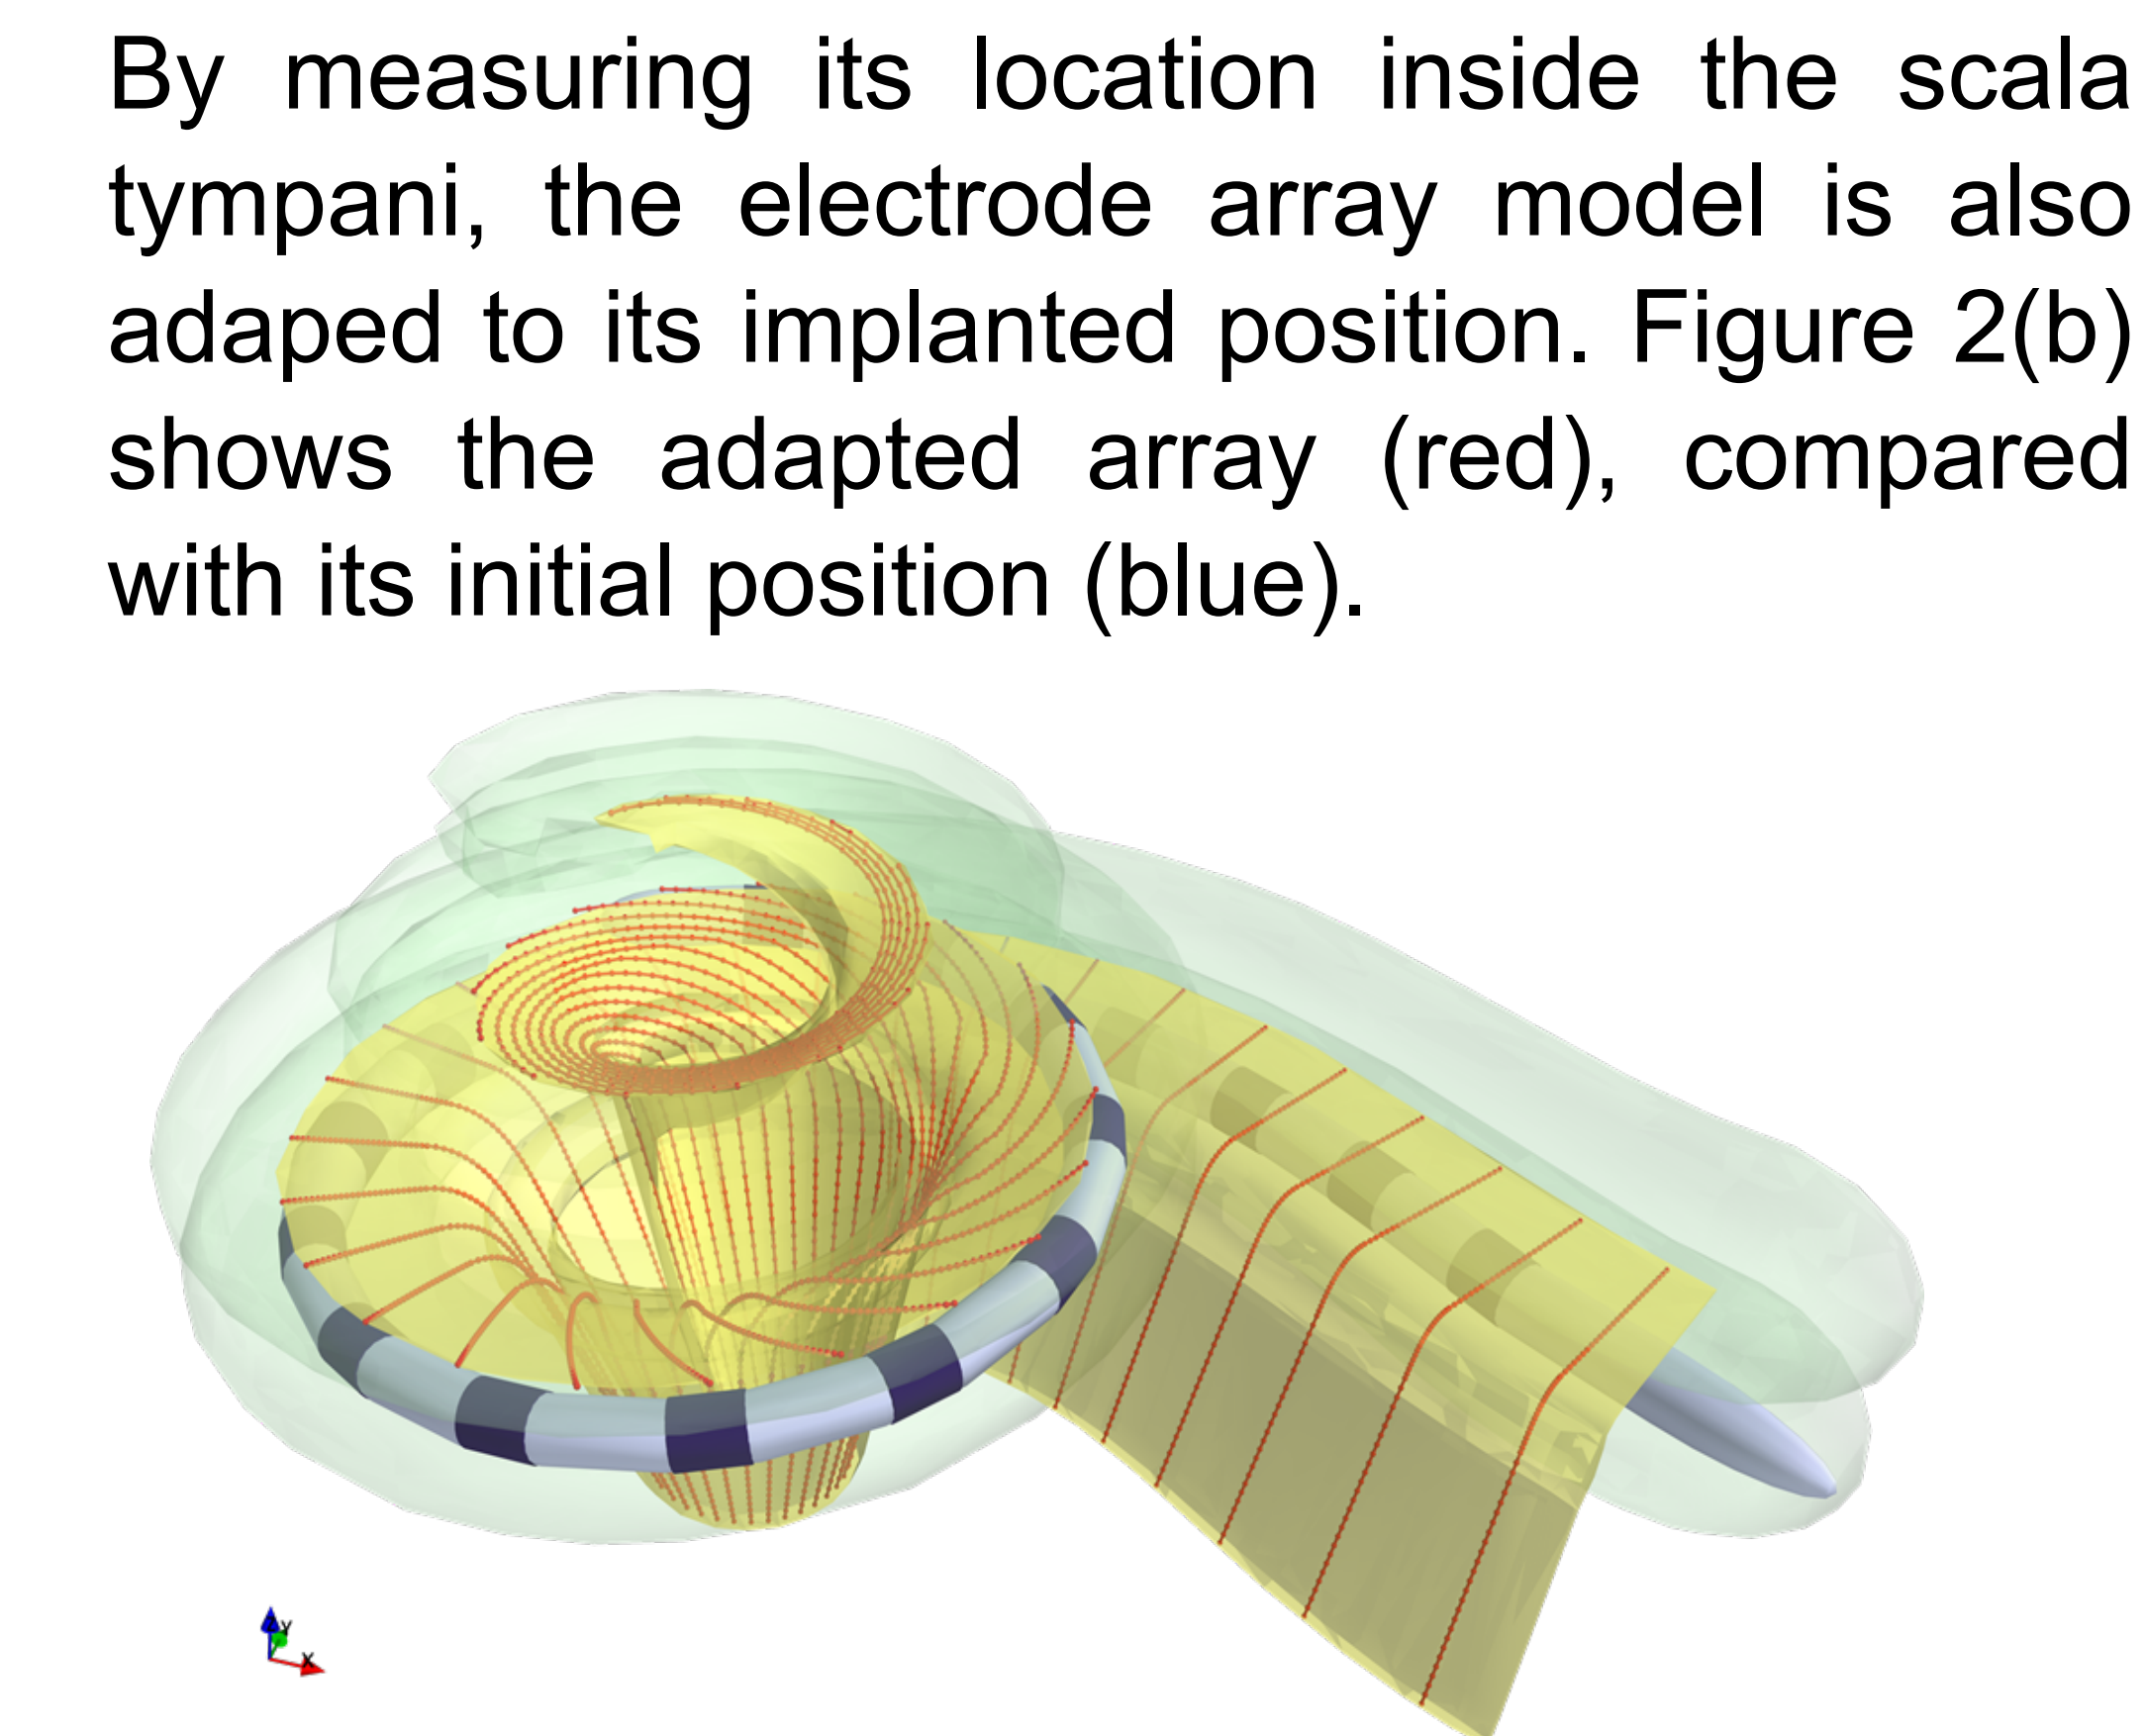 By measuring its location inside the scala
tympani, the electrode array model is also
adaped to its implanted position. Figure 2(b)
shows the adapted array (red), compared
with its initial position (blue).
Y
X